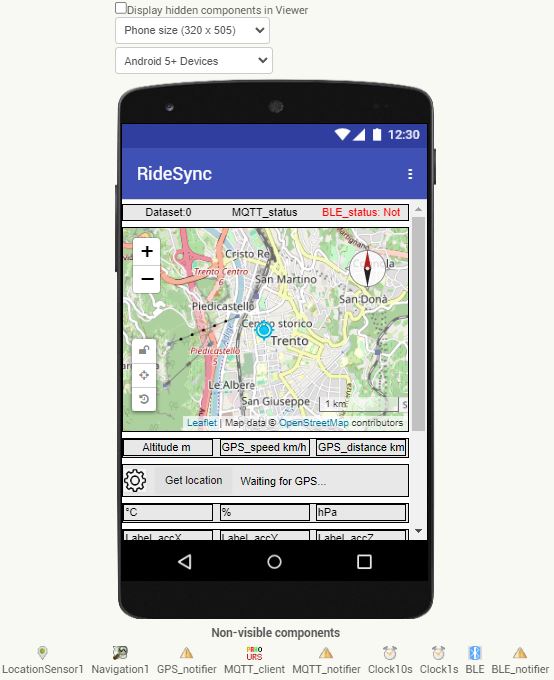 Display hidden components in Viewer
Phone size (320 x 505)
Android 5+ Devices
12:30
RideSync
Dataset:0 MQTT_status BLE_status: Not
+
−
Cristo Re
Trento Centro
San Martino
San Donà
Piedicastello
Centro storico
Trento
Piedicastello
Le Albere
San Giuseppe
1 km
Leaflet | Map data © OpenStreetMap contributors
Altitude m GPS_speed km/h GPS_distance km
Get location Waiting for GPS...
°C % hPa
Label_accX Label_accY Label_accZ
Non-visible components
LocationSensor1 Navigation1 GPS_notifier MQTT_client MQTT_notifier Clock10s Clock1s BLE BLE_notifier